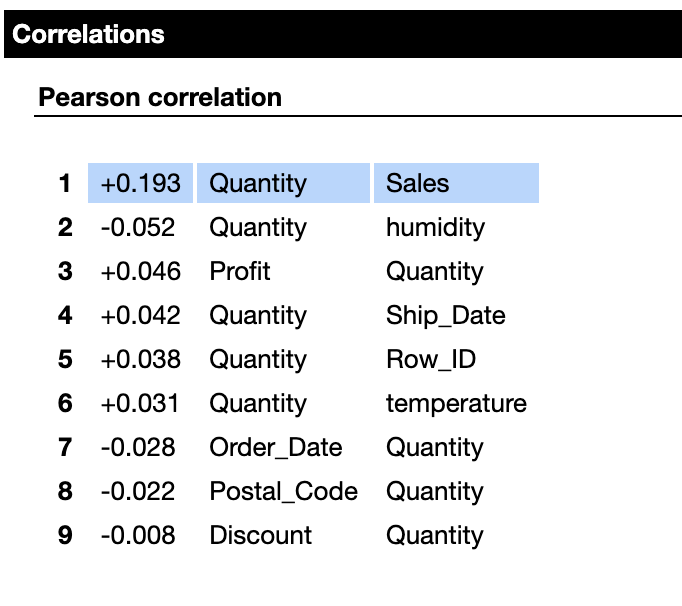 Correlations
Pearson correlation
1 +0.193 Quantity Sales
2 -0.052 Quantity humidity
3 +0.046 Profit Quantity
4 +0.042 Quantity Ship_Date
5 +0.038 Quantity Row_ID
6 +0.031 Quantity temperature
7 -0.028 Order_Date Quantity
8 -0.022 Postal_Code Quantity
9 -0.008 Discount Quantity